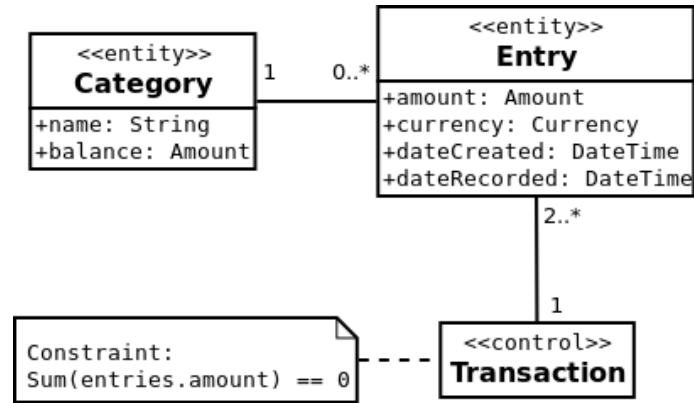 <<entity>>
Category
+name: String
+balance: Amount
1
0..*
<<entity>>
Entry
+amount: Amount
+currency: Currency
+dateCreated: DateTime
+dateRecorded: DateTime
2..*
1
Constraint:
Sum(entries.amount) == 0
<<control>>
Transaction